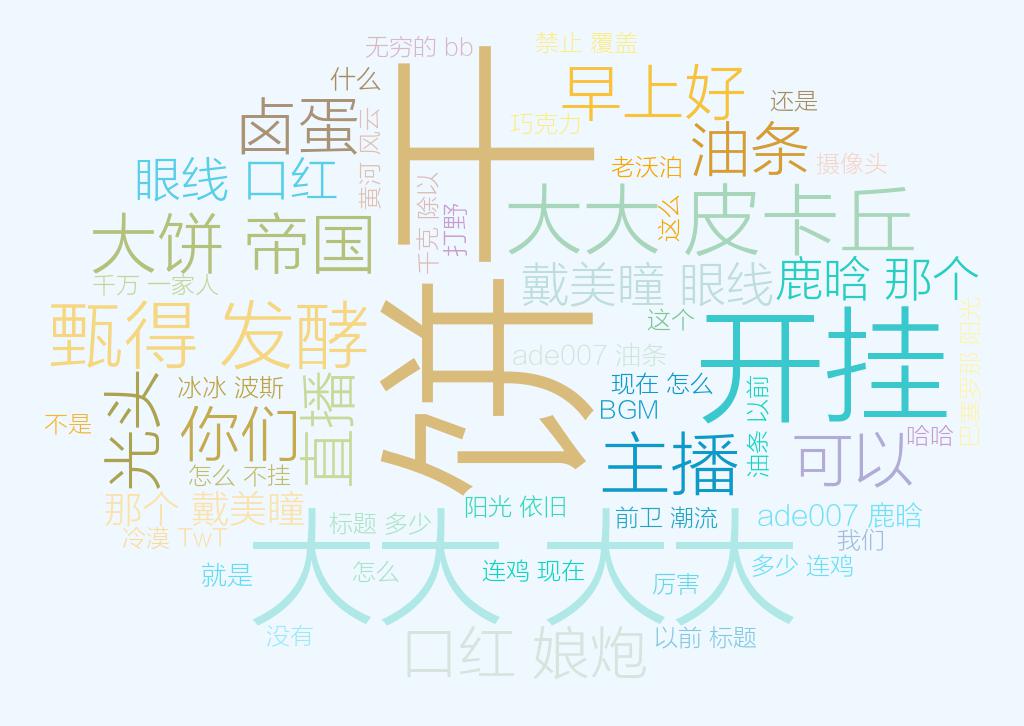 无穷的 bb
禁止 覆盖
什么
早上好
还是
卤蛋
黄河 风云
巧克力
油条
老沃泊
摄像头
眼线 口红
千克 除以
打野
大大 皮卡丘
这么
大饼 帝国
戴美瞳 眼线
鹿晗 那个
千万 一家人
甄得 发酵
大饼
这个
开挂
巴塞罗那 阳光
ade007 油条
光头
冰冰 波斯
直播
现在 怎么
BGM
油条 以前
不是
你们
主播
可以
哈哈
怎么 不挂
那个 戴美瞳
阳光 依旧
标题 多少
前卫 潮流
ade007 鹿晗
冷漠 TwT
我们
大大 大大
就是
怎么
连鸡 现在
厉害
多少 连鸡
没有
口红 娘炮
以前 标题